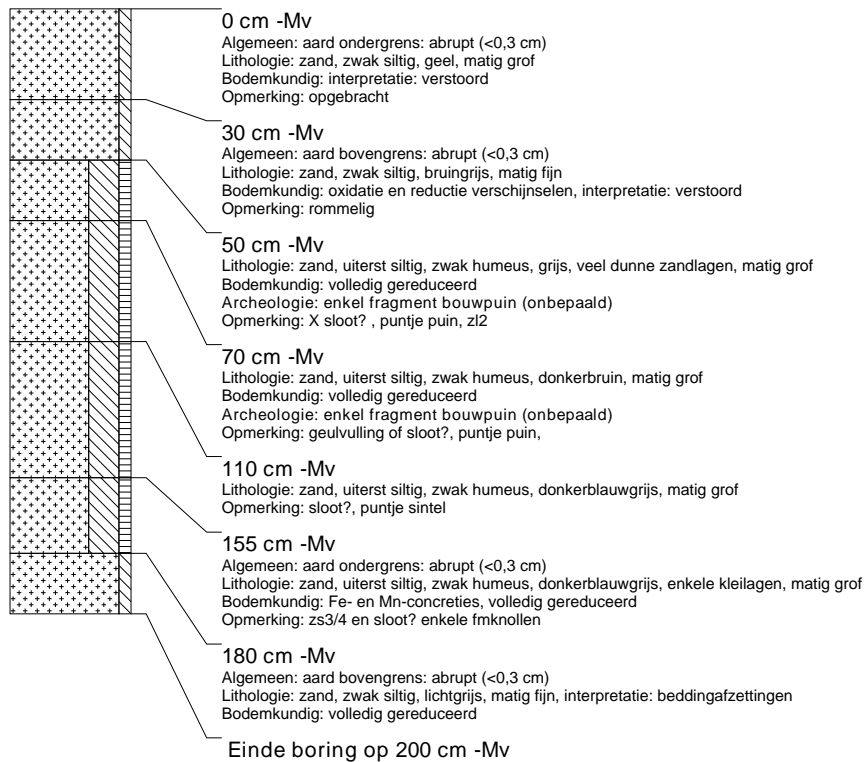 0 cm -Mv
Algemeen: aard ondergrens: abrupt (<0,3 cm)
Lithologie: zand, zwak siltig, geel, matig grof
Bodemkundig: interpretatie: verstoord
Opmerking: opgebracht
30 cm -Mv
Algemeen: aard bovengrens: abrupt (<0,3 cm)
Lithologie: zand, zwak siltig, bruingrijs, matig fijn
Bodemkundig: oxidatie en reductie verschijnselen, interpretatie: verstoord
Opmerking: rommelig
50 cm -Mv
Lithologie: zand, uiterst siltig, zwak humeus, grijs, veel dunne zandlagen, matig grof
Bodemkundig: volledig gereduceerd
Archeologie: enkel fragment bouwpuin (onbepaald)
Opmerking: X sloot? , puntje puin, zl2
70 cm -Mv
Lithologie: zand, uiterst siltig, zwak humeus, donkerbruin, matig grof
Bodemkundig: volledig gereduceerd
Archeologie: enkel fragment bouwpuin (onbepaald)
Opmerking: geulvulling of sloot?, puntje puin,
110 cm -Mv
Lithologie: zand, uiterst siltig, zwak humeus, donkerblauwgrijs, matig grof
Opmerking: sloot?, puntje sintel
155 cm -Mv
Algemeen: aard ondergrens: abrupt (<0,3 cm)
Lithologie: zand, uiterst siltig, zwak humeus, donkerblauwgrijs, enkele kleilagen, matig grof
Bodemkundig: Fe- en Mn-concreties, volledig gereduceerd
Opmerking: zs3/4 en sloot? enkele fmknollen
180 cm -Mv
Algemeen: aard bovengrens: abrupt (<0,3 cm)
Lithologie: zand, zwak siltig, lichtgrijs, matig fijn, interpretatie: beddingafzettingen
Bodemkundig: volledig gereduceerd
Einde boring op 200 cm -Mv